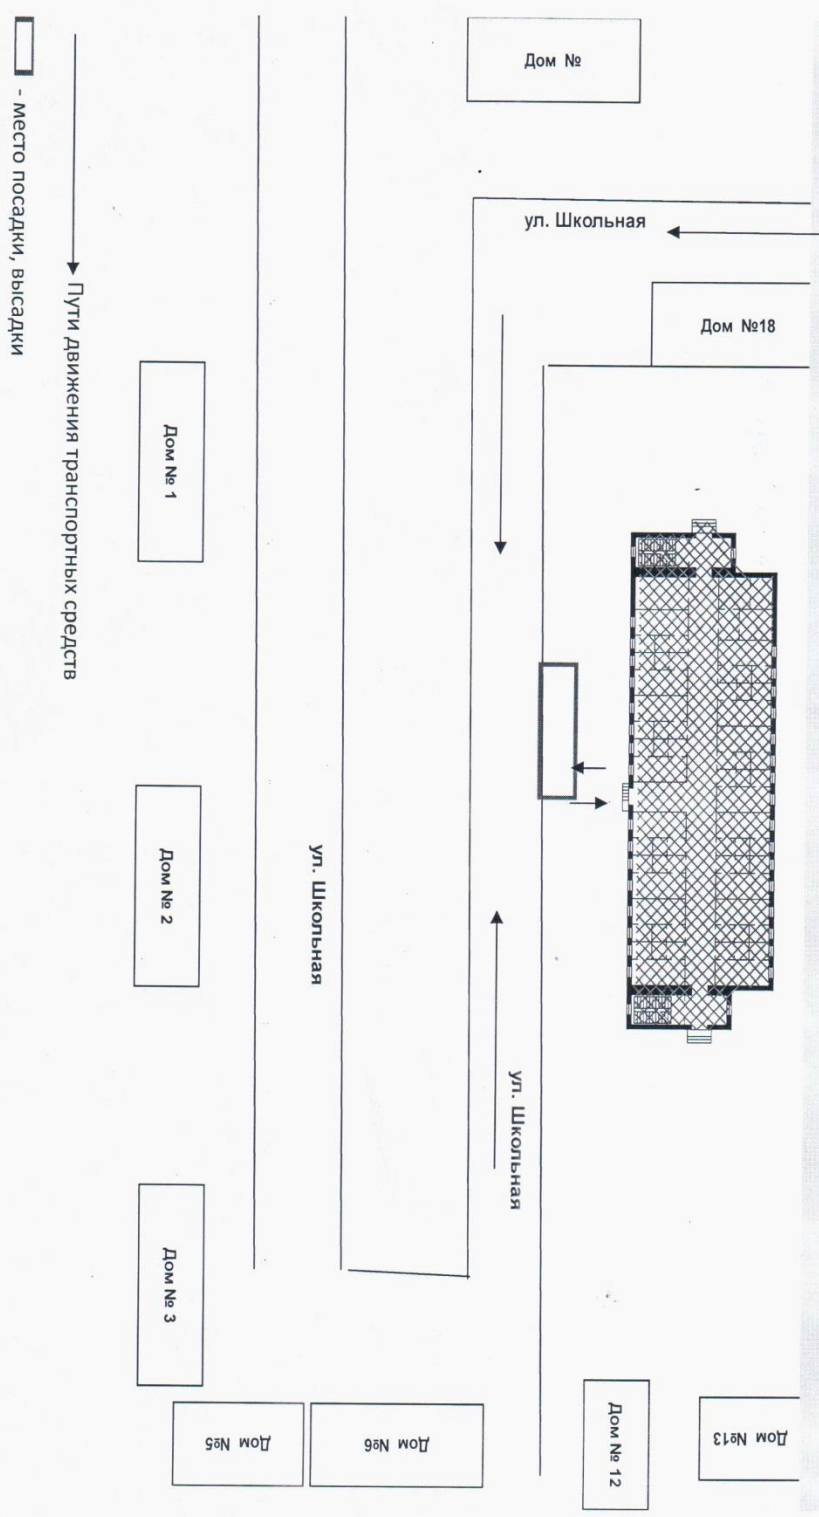 Дом №
ул. Школьная
Дом №18
- место посадки, высадки
Пути движения транспортных средств
Дом № 1
Дом № 2
ул. Школьная
ул. Школьная
Дом № 3
Дом №5
Дом №6
Дом № 12
Дом №13